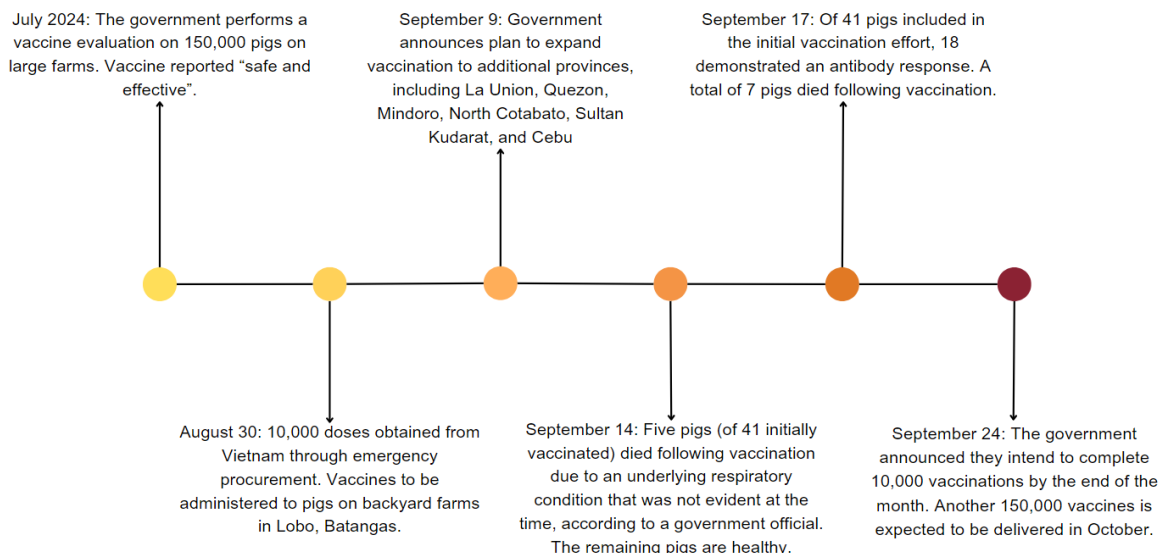 July 2024: The government performs a
vaccine evaluation on 150,000 pigs on
large farms. Vaccine reported “safe and
effective”.
September 9: Government
announces plan to expand
vaccination to additional provinces,
including La Union, Quezon,
Mindoro, North Cotabato, Sultan
Kudarat, and Cebu
September 17: Of 41 pigs included in
the initial vaccination effort, 18
demonstrated an antibody response. A
total of 7 pigs died following vaccination.
August 30: 10,000 doses obtained from
Vietnam through emergency
procurement. Vaccines to be
administered to pigs on backyard farms
in Lobo, Batangas.
September 14: Five pigs (of 41 initially
vaccinated) died following vaccination
due to an underlying respiratory
condition that was not evident at the
time, according to a government official.
The remaining pigs are healthy.
September 24: The government
announced they intend to complete
10,000 vaccinations by the end of the
month. Another 150,000 vaccines is
expected to be delivered in October.